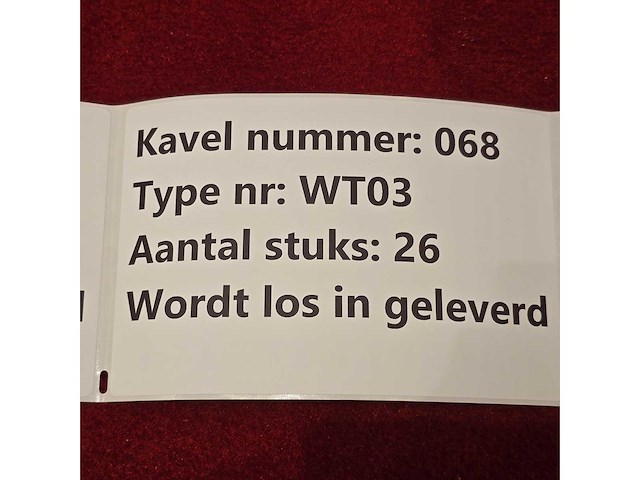 Kavel nummer: 068
Type nr: WT03
Aantal stuks: 26
Wordt los in geleverd